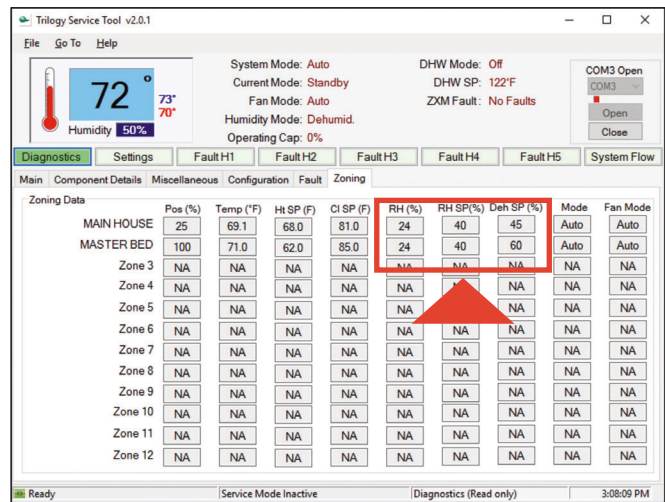 Trilogy Service Tool v2.0.1
File Go To Help
72° 73° 70°
Humidity 50%
System Mode: Auto
Current Mode: Standby
Fan Mode: Auto
Humidity Mode: Dehumid.
Operating Cap: 0%
DHW Mode: Off
DHW SP: 122°F
ZXM Fault: No Faults
COM3 Open
COM3
Open
Close
Diagnostics Settings Fault H1 Fault H2 Fault H3 Fault H4 Fault H5 System Flow
Main Component Details Miscellaneous Configuration Fault Zoning
Zoning Data
Pos (%) Temp (°F) Ht SP (F) Cl SP (F) RH (%) RH SP(%) Deh SP (%) Mode Fan Mode
MAIN HOUSE 25 69.1 68.0 81.0 24 40 45 Auto Auto
MASTER BED 100 71.0 62.0 85.0 24 40 60 Auto Auto
Zone 3 NA NA NA NA NA NA NA NA NA
Zone 4 NA NA NA NA NA NA NA NA
Zone 5 NA NA NA NA NA NA NA NA
Zone 6 NA NA NA NA NA NA NA NA NA
Zone 7 NA NA NA NA NA NA NA NA NA
Zone 8 NA NA NA NA NA NA NA NA NA
Zone 9 NA NA NA NA NA NA NA NA NA
Zone 10 NA NA NA NA NA NA NA NA NA
Zone 11 NA NA NA NA NA NA NA NA NA
Zone 12 NA NA NA NA NA NA NA NA NA
Ready Service Mode Inactive Diagnostics (Read only) 3:08:09 PM